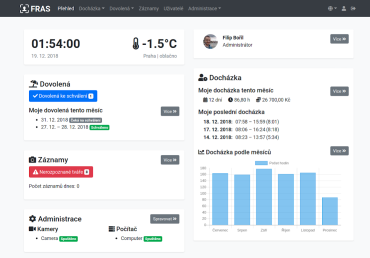 FRAS Přehled Docházka Dovolená Záznamy Uživatelé Administrace
01:54:00
19. 12. 2018
-1.5°C
Praha | oblačno
Filip Bořil
Administrátor
Více
Dovolená
Dovolená ke schválení
Moje dovolená tento měsíc
Více
31. 12. 2018 Čeká na schválení
27. 12. – 28. 12. 2018 Schváleno
Docházka
Moje docházka tento měsíc
Více
12 dní 86,80 h 26 700,00 Kč
Moje poslední docházka
18. 12. 2018: 07:58 – 15:59 (8:01)
17. 12. 2018: 08:06 – 16:24 (8:18)
14. 12. 2018: 08:23 – 13:57 (5:34)
Záznamy
Více
Nerozpoznané tváře
Počet záznamů dnes: 0
Docházka podle měsíců
Více
Počet hodin
180
160
140
120
100
80
60
40
20
0
Červenec Srpen Září Říjen Listopad Prosinec
Administrace
Spravovat
Kamery
Camera Spuštěno
Počítač
Computer Spuštěno